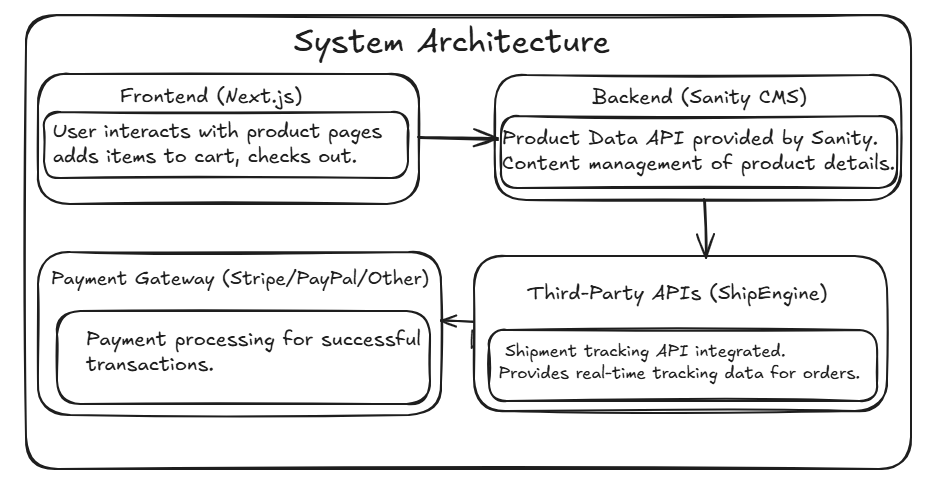 System Architecture
Frontend (Next.js)
User interacts with product pages
adds items to cart, checks out.
Backend (Sanity CMS)
Product Data API provided by Sanity.
Content management of product details.
Payment Gateway (Stripe/PayPal/Other)
Payment processing for successful
transactions.
Third-Party APIs (ShipEngine)
Shipment tracking API integrated.
Provides real-time tracking data for orders.